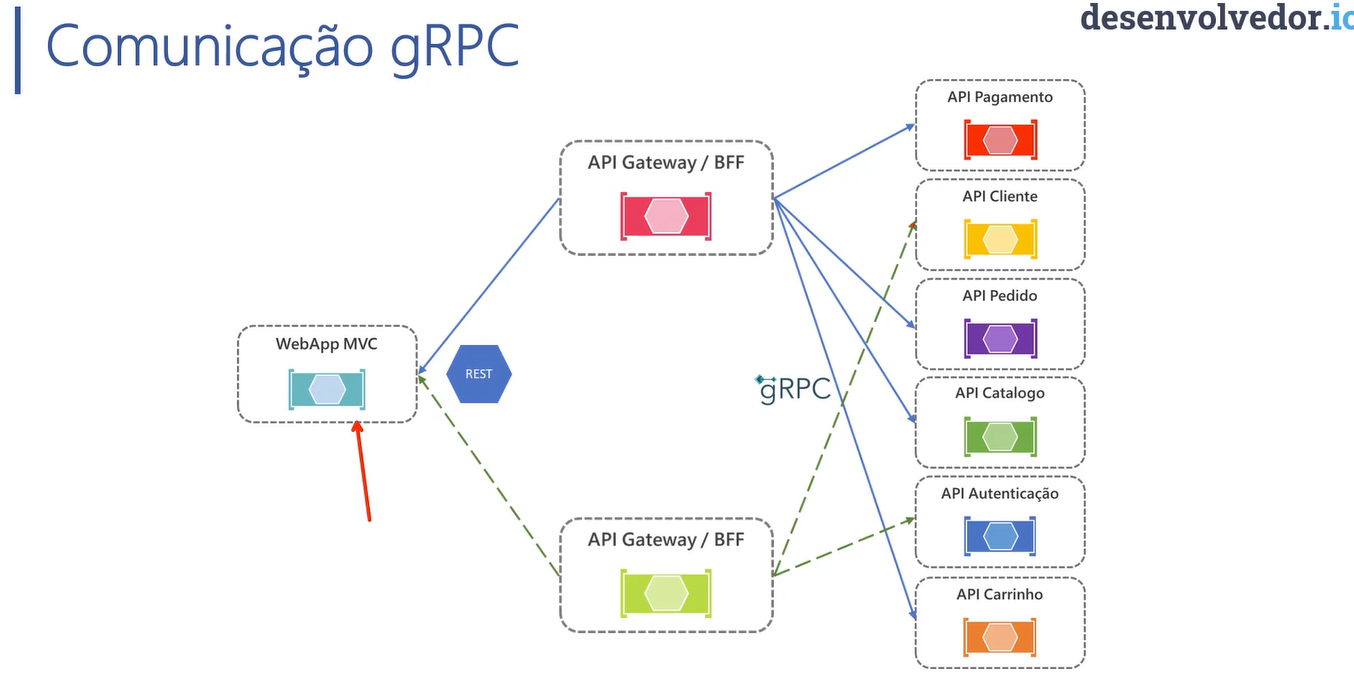 Comunicação gRPC
desenvolvedor.io
API Gateway / BFF
WebApp MVC
REST
gRPC
API Gateway / BFF
API Pagamento
API Cliente
API Pedido
API Catalogo
API Autenticação
API Carrinho